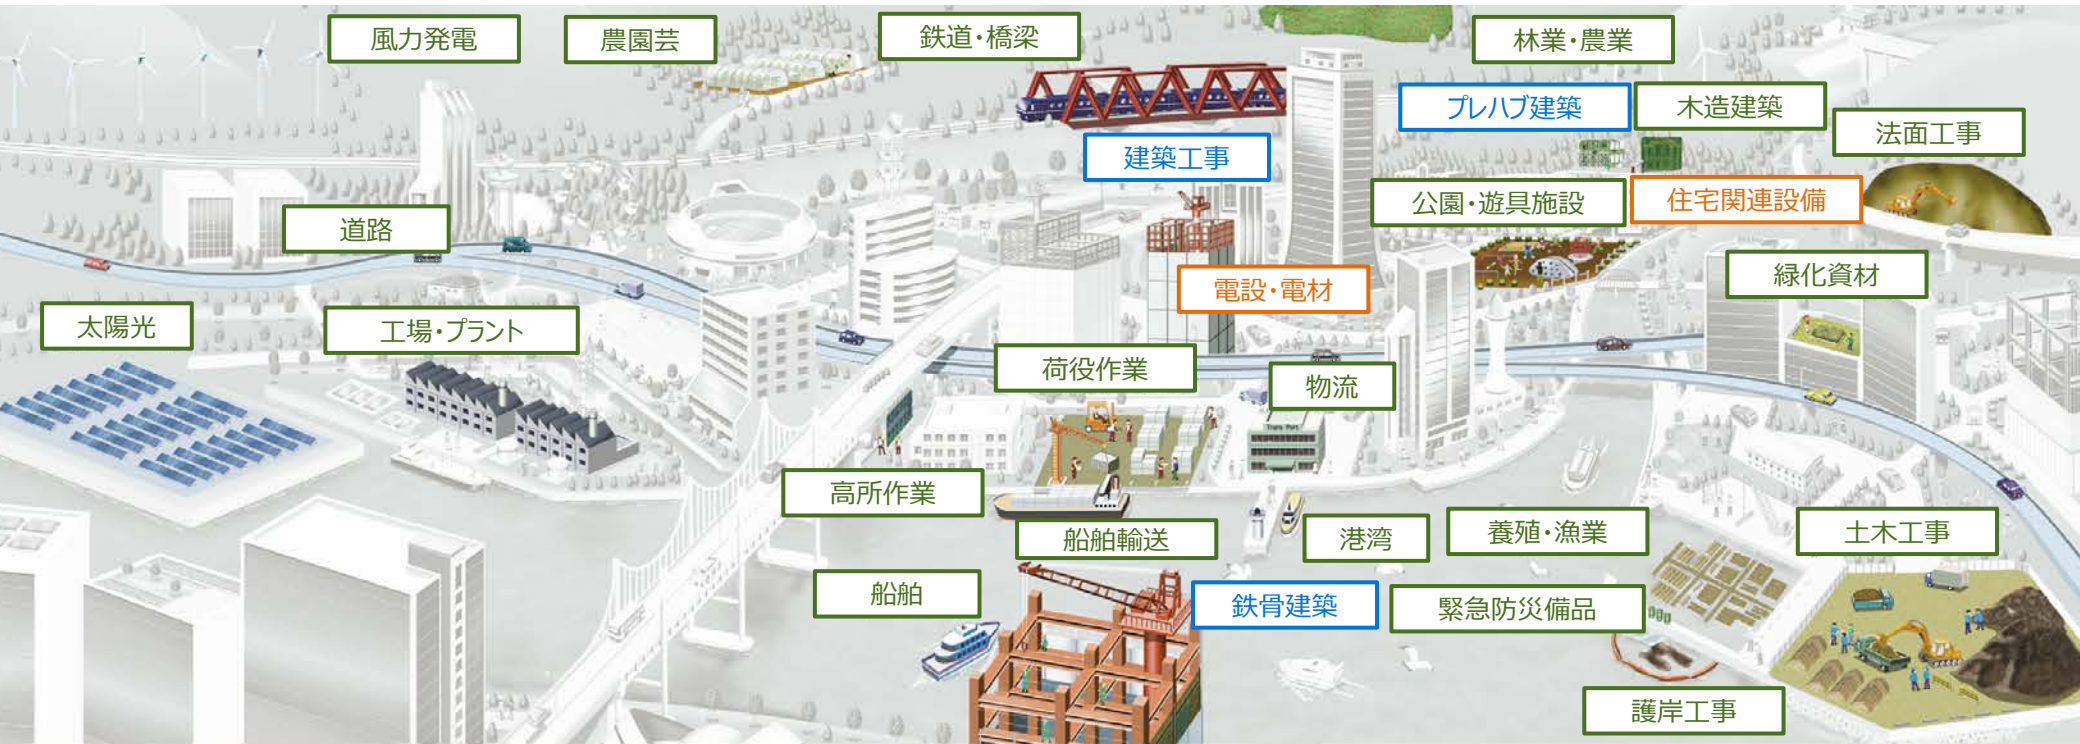 風力発電
農園芸
鉄道・橋梁
林業・農業
プレハブ建築
木造建築
法面工事
建築工事
公園・遊具施設
住宅関連設備
道路
電設・電材
緑化資材
太陽光
工場・プラント
荷役作業
物流
Trans Port
高所作業
船舶輸送
港湾
養殖・漁業
土木工事
船舶
鉄骨建築
緊急防災備品
護岸工事